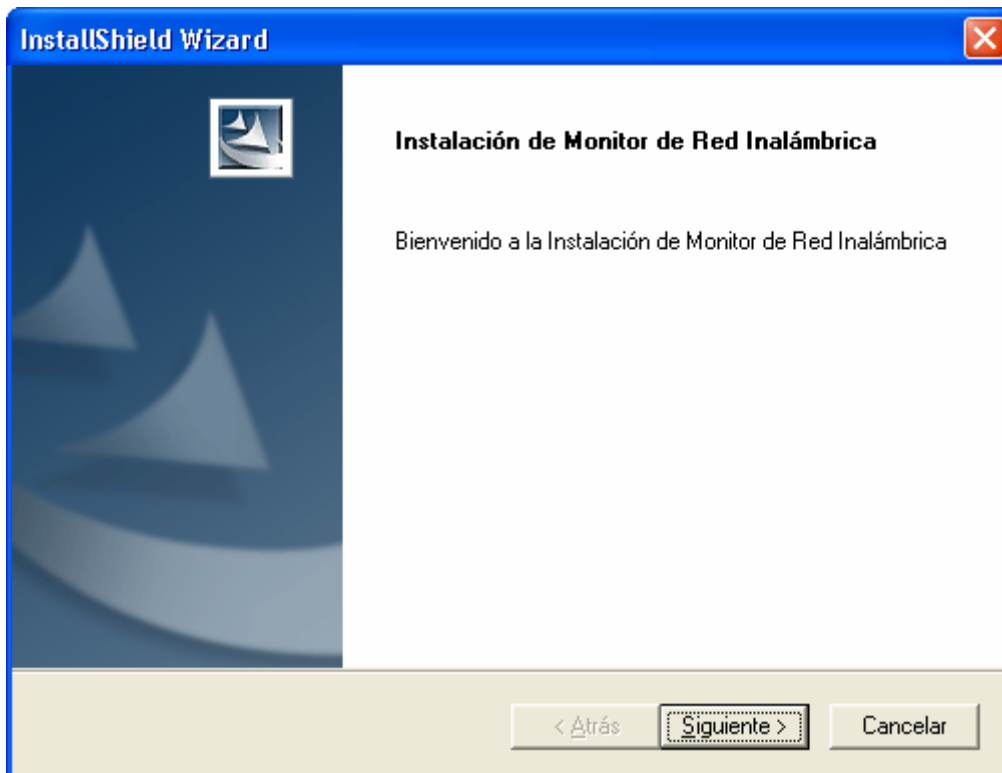 InstallShield Wizard
Instalación de Monitor de Red Inalámbrica
Bienvenido a la Instalación de Monitor de Red Inalámbrica
< Atrás
Siguiente >
Cancelar